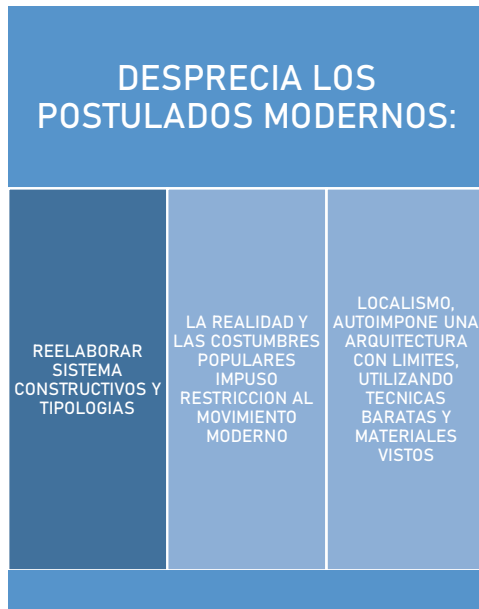 DESPRECIA LOS
POSTULADOS MODERNOS:
REELABORAR
SISTEMA
CONSTRUCTIVOS Y
TIPOLOGIAS
LA REALIDAD Y
LAS COSTUMBRES
POPULARES
IMPUSO
RESTRICCION AL
MOVIMIENTO
MODERNO
LOCALISMO,
AUTOIMPONE UNA
ARQUITECTURA
CON LIMITES,
UTILIZANDO
TECNICAS
BARATAS Y
MATERIALES
VISTOS